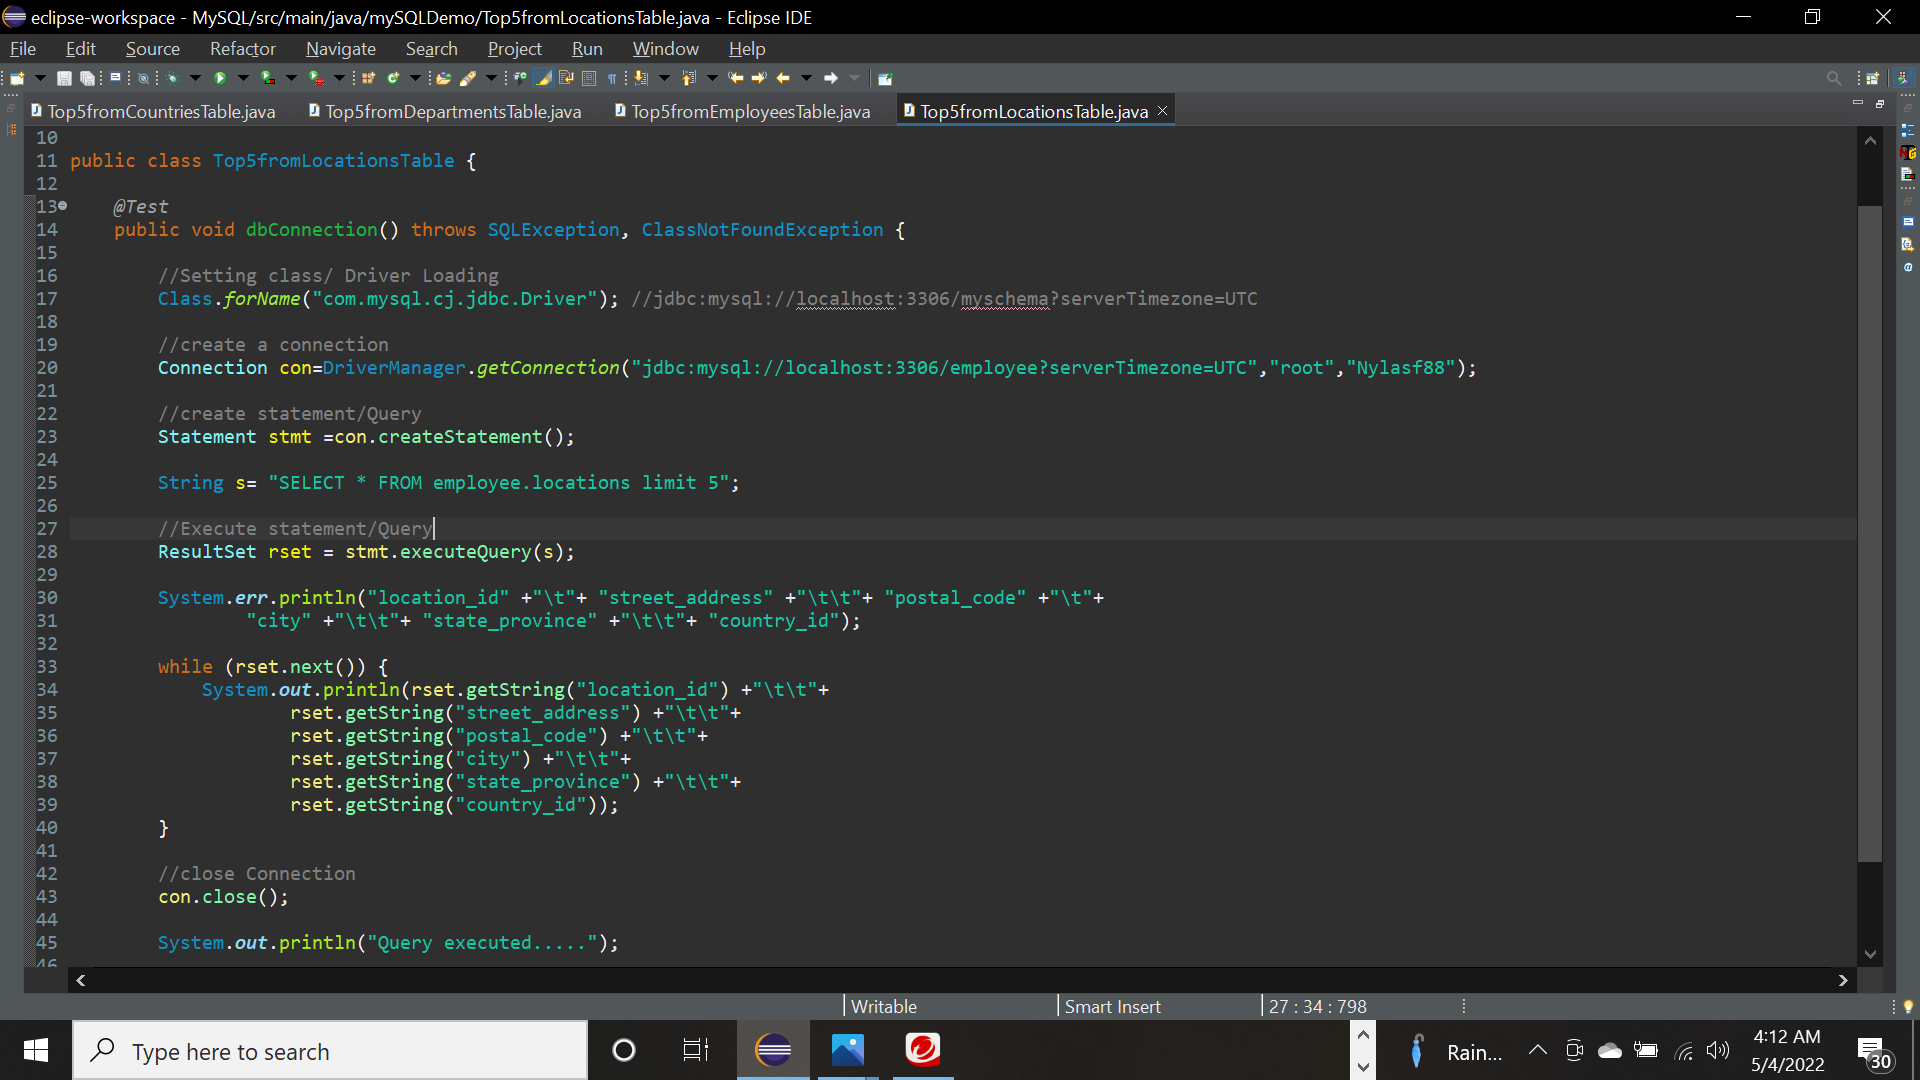 eclipse-workspace - MySQL/src/main/java/mySQLDemo/Top5fromLocationsTable.java - Eclipse IDE
File Edit Source Refactor Navigate Search Project Run Window Help
Top5fromCountriesTable.java Top5fromDepartmentsTable.java Top5fromEmployeesTable.java Top5fromLocationsTable.java
10
11 public class Top5fromLocationsTable {
12
13 @Test
14 public void dbConnection() throws SQLException, ClassNotFoundException {
15
16 //Setting class/ Driver Loading
17 Class.forName("com.mysql.cj.jdbc.Driver"); //jdbc:mysql://localhost:3306/myschema?serverTimezone=UTC
18
19 //create a connection
20 Connection con=DriverManager.getConnection("jdbc:mysql://localhost:3306/employee?serverTimezone=UTC","root","Nylasf88");
21
22 //create statement/Query
23 Statement stmt =con.createStatement();
24
25 String s= "SELECT * FROM employee.locations limit 5";
26
27 //Execute statement/Query
28 ResultSet rset = stmt.executeQuery(s);
29
30 System.err.println("location_id" +"\t"+ "street_address" +"\t\t"+ "postal_code" +"\t"+
31 "city" +"\t\t"+ "state_province" +"\t\t"+ "country_id");
32
33 while (rset.next()) {
34 System.out.println(rset.getString("location_id") +"\t\t"+
35 rset.getString("street_address") +"\t\t"+
36 rset.getString("postal_code") +"\t\t"+
37 rset.getString("city") +"\t\t"+
38 rset.getString("state_province") +"\t\t"+
39 rset.getString("country_id"));
40 }
41
42 //close Connection
43 con.close();
44
45 System.out.println("Query executed.....");
46
Writable Smart Insert 27 : 34 : 798
Type here to search Rain... 4:12 AM
5/4/2022 30